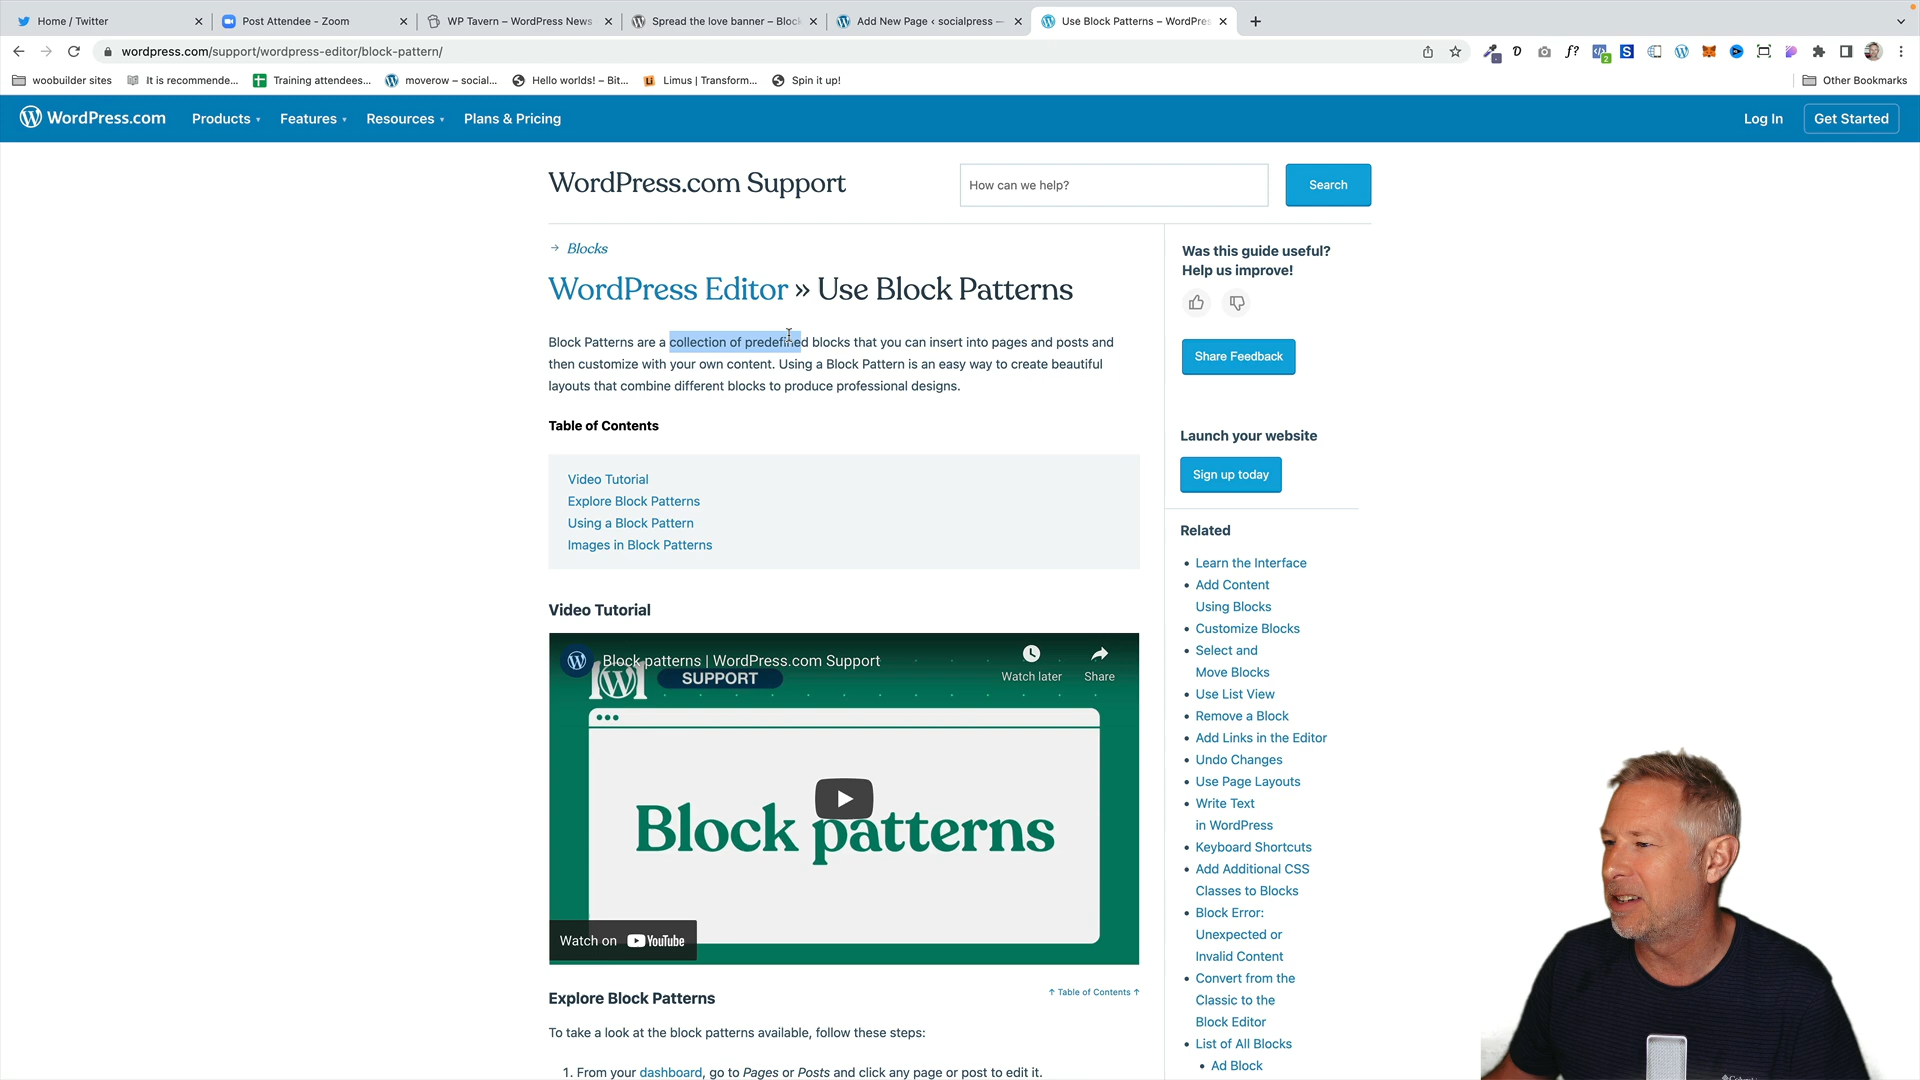 Home / Twitter
Post Attendee - Zoom
WP Tavern – WordPress News
Spread the love banner – Block
Add New Page ‹ socialpress —
Use Block Patterns – WordPres
wordpress.com/support/wordpress-editor/block-pattern/
woobuilder sites
It is recommende...
Training attendees...
moverow – social...
Hello worlds! – Bit...
Limus | Transform...
Spin it up!
Other Bookmarks
WordPress.com
Products
Features
Resources
Plans & Pricing
Log In
Get Started
WordPress.com Support
How can we help?
Search
→ Blocks
WordPress Editor » Use Block Patterns
Block Patterns are a collection of predefined blocks that you can insert into pages and posts and
then customize with your own content. Using a Block Pattern is an easy way to create beautiful
layouts that combine different blocks to produce professional designs.
Table of Contents
Video Tutorial
Explore Block Patterns
Using a Block Pattern
Images in Block Patterns
Video Tutorial
Block patterns | WordPress.com Support
Watch later
Share
SUPPORT
Block patterns
Watch on YouTube
Explore Block Patterns
↑ Table of Contents ↑
To take a look at the block patterns available, follow these steps:
1. From your dashboard, go to Pages or Posts and click any page or post to edit it.
Was this guide useful?
Help us improve!
Share Feedback
Launch your website
Sign up today
Related
Learn the Interface
Add Content
Using Blocks
Customize Blocks
Select and
Move Blocks
Use List View
Remove a Block
Add Links in the Editor
Undo Changes
Use Page Layouts
Write Text
in WordPress
Keyboard Shortcuts
Add Additional CSS
Classes to Blocks
Block Error:
Unexpected or
Invalid Content
Convert from the
Classic to the
Block Editor
List of All Blocks
Ad Block